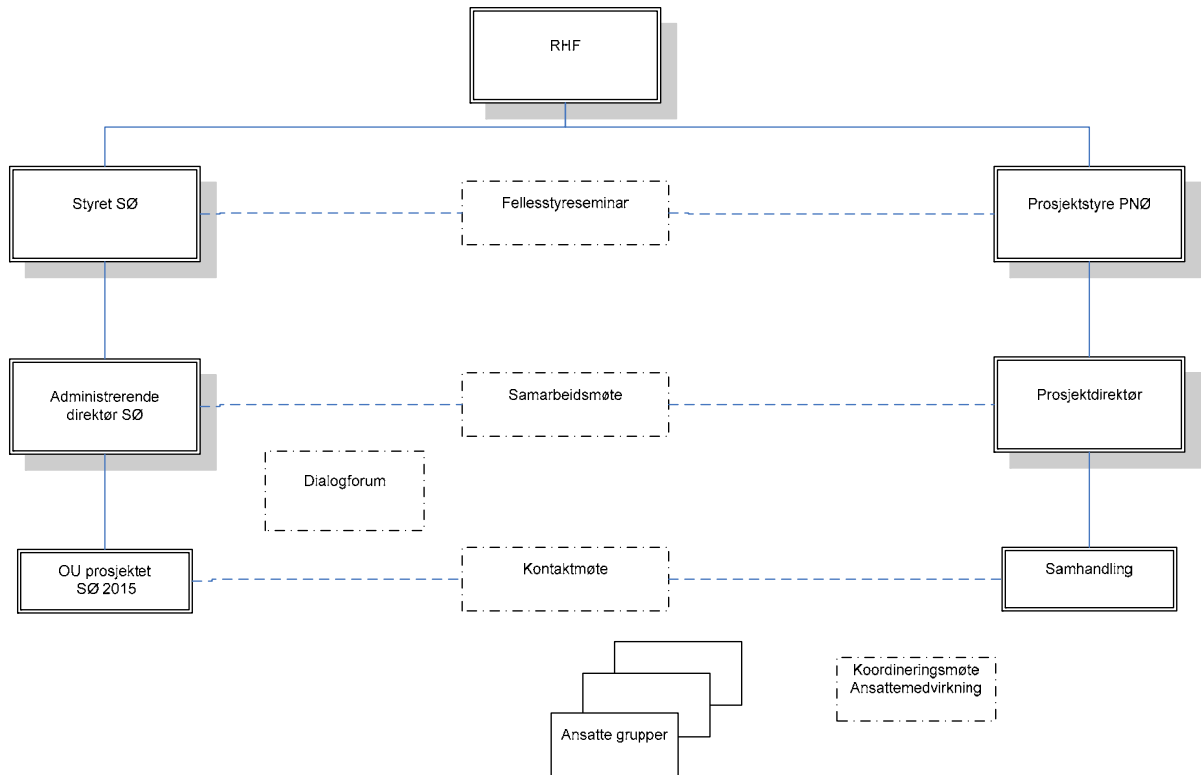 RHF
Styret SØ
Fellesstyreseminar
Prosjektstyre PNØ
Administrerende
direktør SØ
Samarbeidsmøte
Prosjektdirektør
Dialogforum
OU prosjektet
SØ 2015
Kontaktmøte
Samhandling
Koordineringsmøte
Ansattemedvirkning
Ansatte grupper